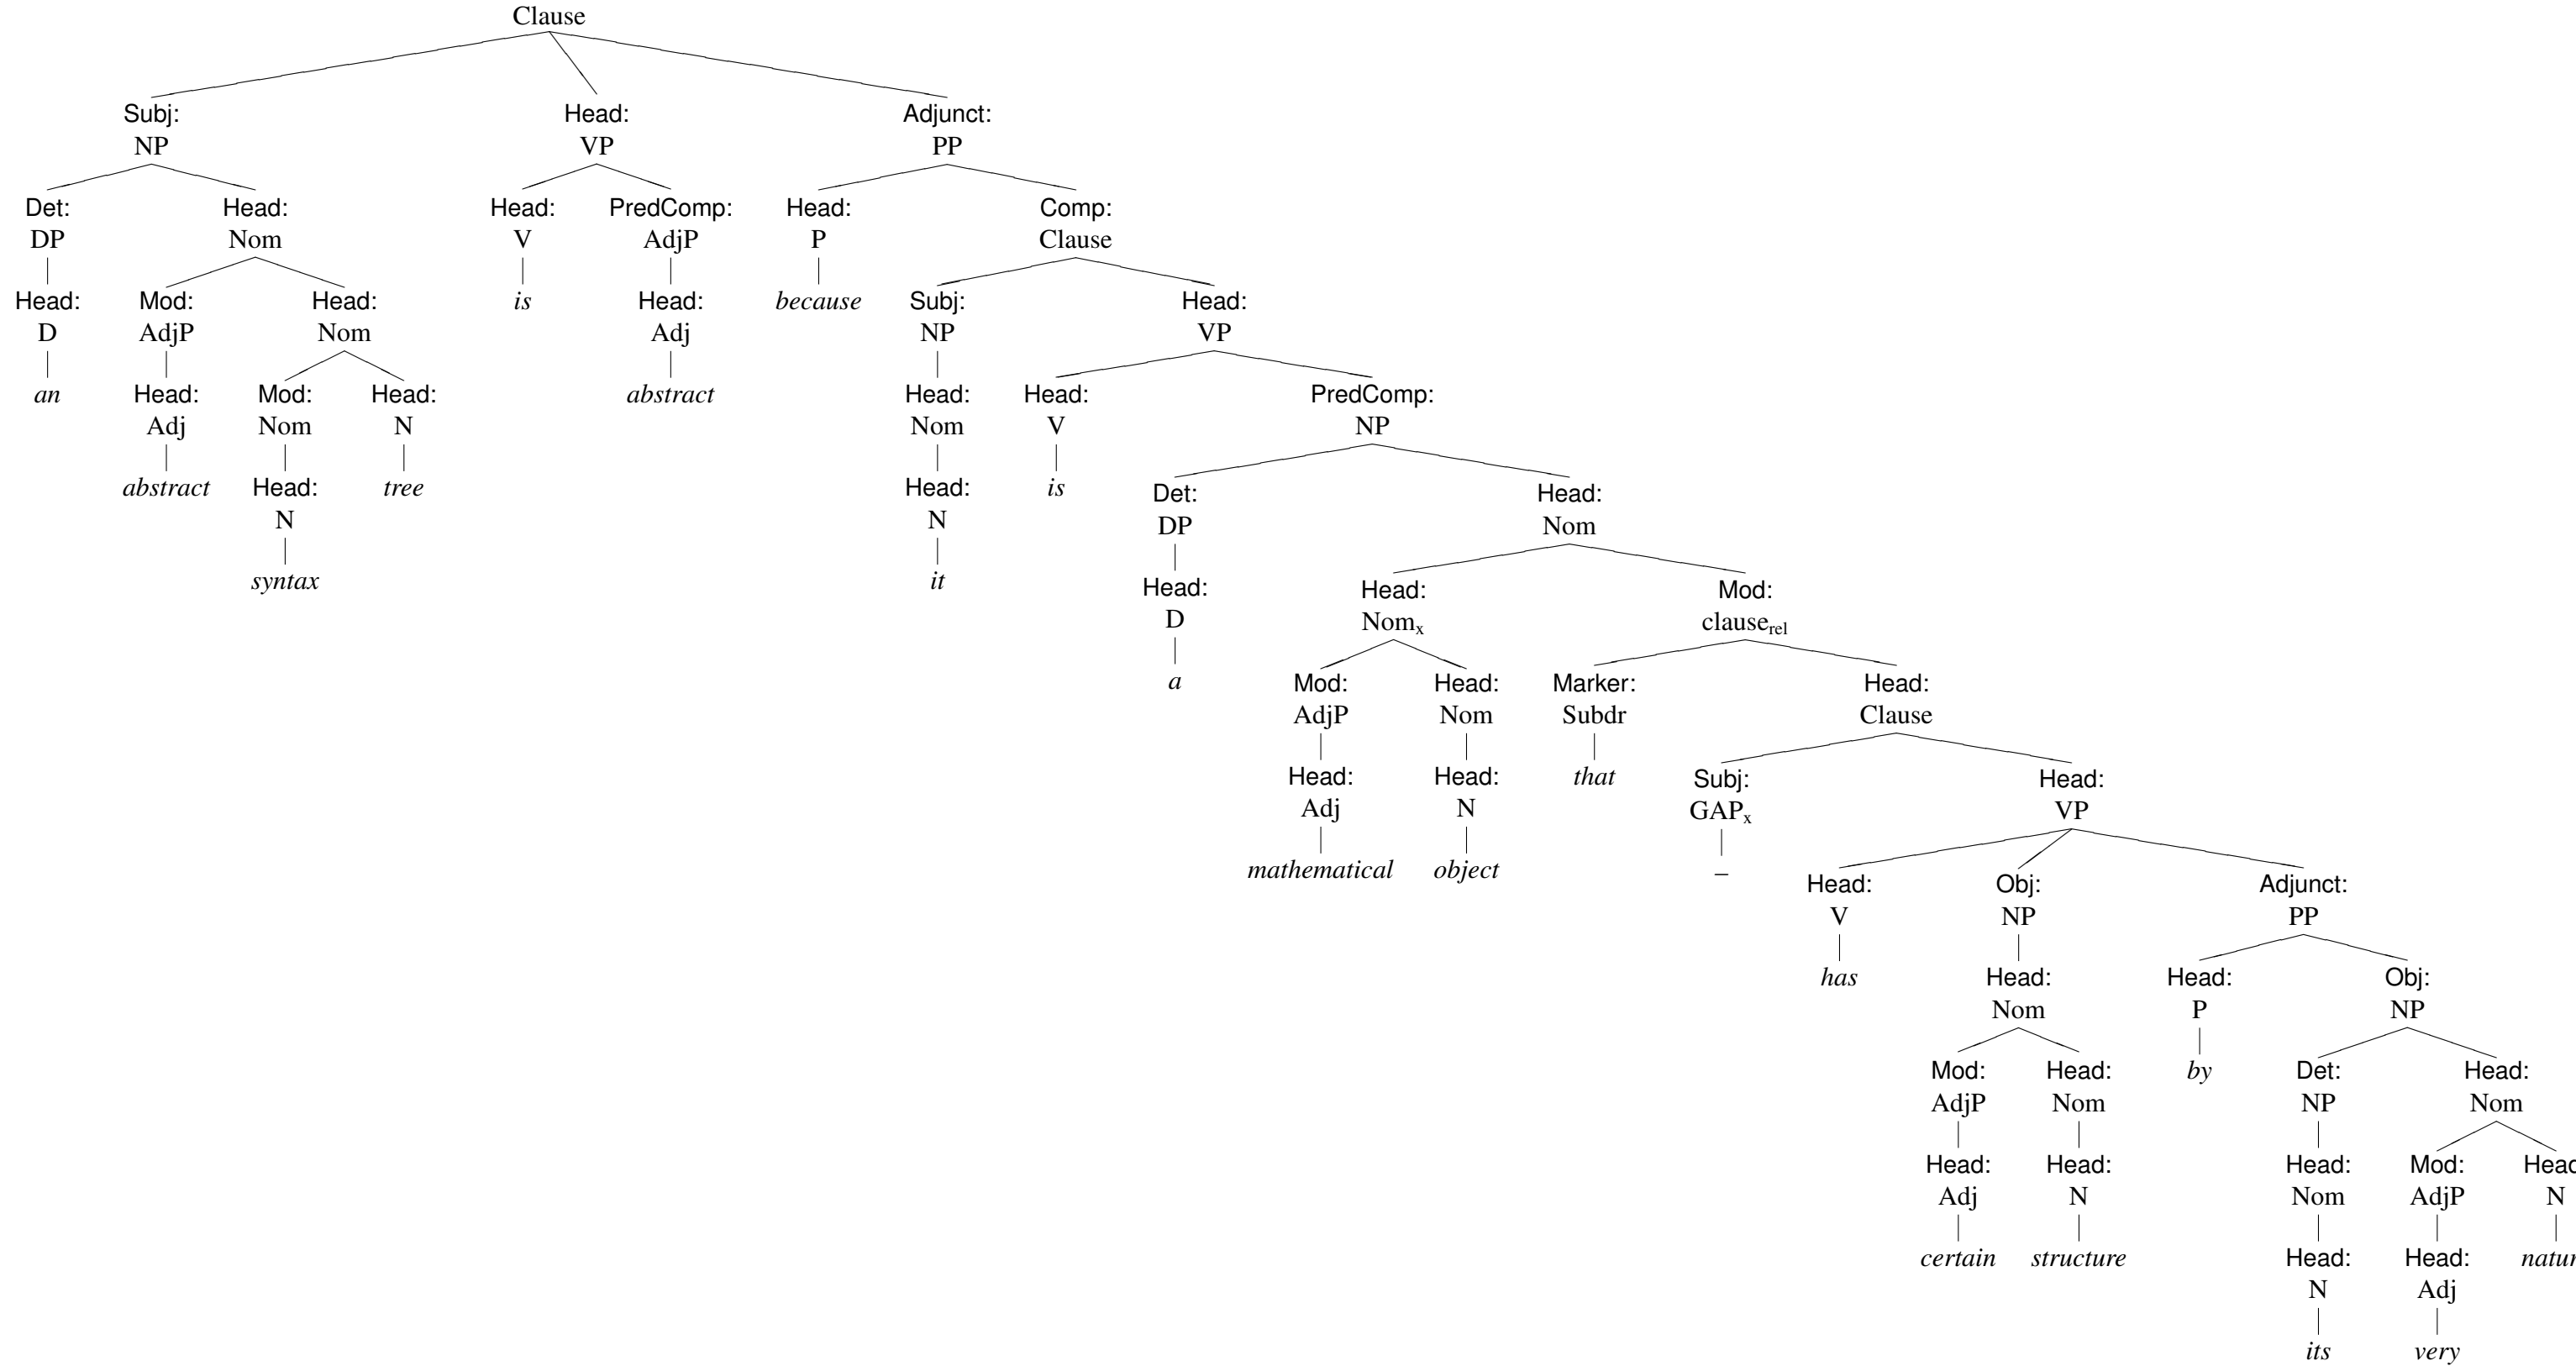 Clause
Subj: Head: Adjunct:
NP VP PP
Det: Head: Head: PredComp: Head: Comp:
DP Nom V AdjP P Clause
Head: Mod: Head: is Head: because Subj: Head:
D AdjP Nom Adj NP VP
an Head: Mod: Head: abstract Head: Head: PredComp:
Adj Nom N Nom V NP
abstract Head: tree Head: is Det: Head:
N N DP Nom
syntax it Head: Head: Mod:
D Nomx clauserel
a Mod: Head: Marker: Head:
AdjP Nom Subdr Clause
Head: Head: that Subj: Head:
Adj N GAPx VP
mathematical object – Head: Obj: Adjunct:
V NP PP
has Head: Head: Obj:
Nom P NP
Mod: Head: by Det: Head:
AdjP Nom NP Nom
Head: Head: Head: Mod:
Adj N Nom AdjP N
certain structure Head: Head:
N Adj
its very